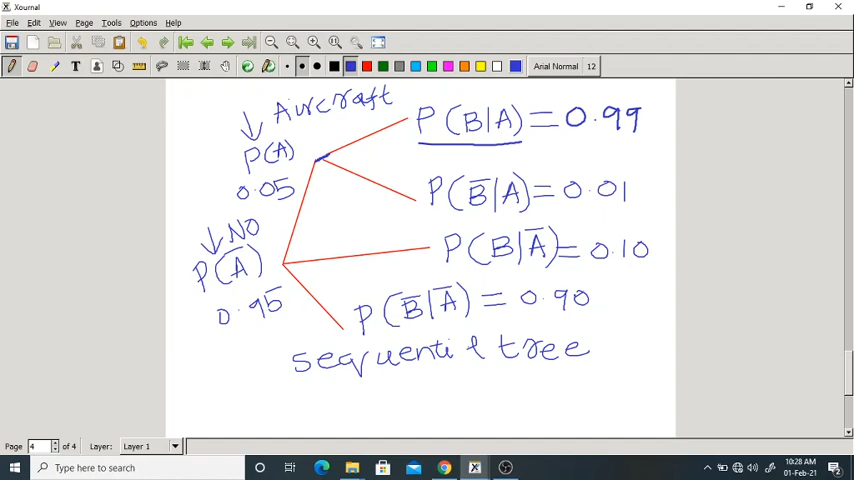 Xournal
File Edit View Page Tools Options Help
Arial Normal 12
↓ Aircraft
P(A)
0.05
P(B|A) = 0.99
P(B̅|A) = 0.01
↓ NO
P(A̅)
0.95
P(B|A̅) = 0.10
P(B̅|A̅) = 0.90
sequentil tree
Page 4 of 4 Layer: Layer 1
Type here to search
10:28 AM
01-Feb-21
2